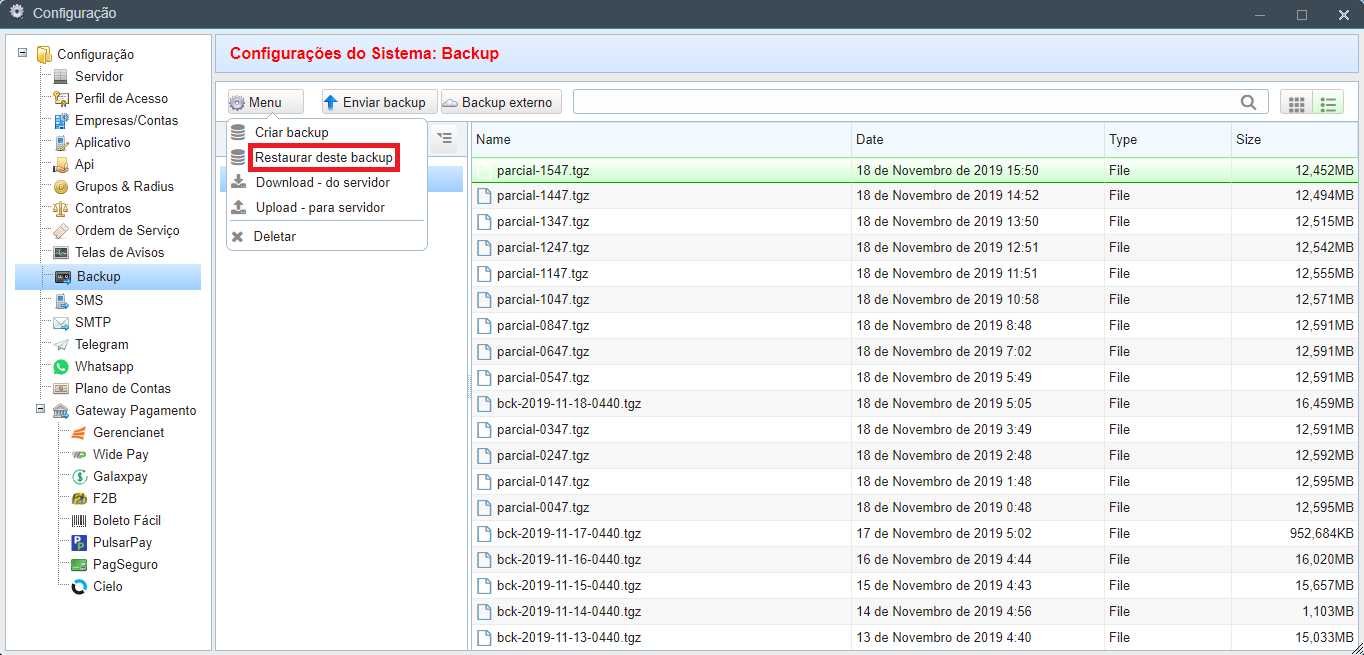 Configuração
Configuração
Servidor
Perfil de Acesso
Empresas/Contas
Aplicativo
Api
Grupos & Radius
Contratos
Ordem de Serviço
Telas de Avisos
Backup
SMS
SMTP
Telegram
Whatsapp
Plano de Contas
Gateway Pagamento
Gerencianet
Wide Pay
Galaxpay
F2B
Boleto Fácil
PulsarPay
PagSeguro
Cielo
Configurações do Sistema: Backup
Menu Enviar backup Backup externo
Criar backup
Restaurar deste backup
Download - do servidor
Upload - para servidor
Deletar
Name Date Type Size
parcial-1547.tgz 18 de Novembro de 2019 15:50 File 12,452MB
parcial-1447.tgz 18 de Novembro de 2019 14:52 File 12,494MB
parcial-1347.tgz 18 de Novembro de 2019 13:50 File 12,515MB
parcial-1247.tgz 18 de Novembro de 2019 12:51 File 12,542MB
parcial-1147.tgz 18 de Novembro de 2019 11:51 File 12,555MB
parcial-1047.tgz 18 de Novembro de 2019 10:58 File 12,571MB
parcial-0847.tgz 18 de Novembro de 2019 8:48 File 12,591MB
parcial-0647.tgz 18 de Novembro de 2019 7:02 File 12,591MB
parcial-0547.tgz 18 de Novembro de 2019 5:49 File 12,591MB
bck-2019-11-18-0440.tgz 18 de Novembro de 2019 5:05 File 16,459MB
parcial-0347.tgz 18 de Novembro de 2019 3:49 File 12,591MB
parcial-0247.tgz 18 de Novembro de 2019 2:48 File 12,592MB
parcial-0147.tgz 18 de Novembro de 2019 1:48 File 12,595MB
parcial-0047.tgz 18 de Novembro de 2019 0:48 File 12,595MB
bck-2019-11-17-0440.tgz 17 de Novembro de 2019 5:02 File 952,684KB
bck-2019-11-16-0440.tgz 16 de Novembro de 2019 4:44 File 16,020MB
bck-2019-11-15-0440.tgz 15 de Novembro de 2019 4:43 File 15,657MB
bck-2019-11-14-0440.tgz 14 de Novembro de 2019 4:56 File 1,103MB
bck-2019-11-13-0440.tgz 13 de Novembro de 2019 4:40 File 15,033MB